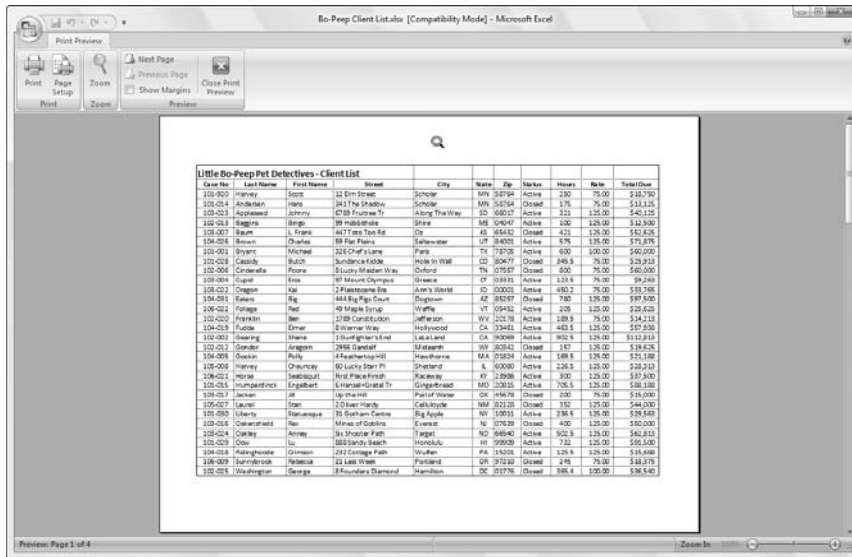 Bo-Peep Client List.xlsx [Compatibility Mode] - Microsoft Excel
Print Preview
Print
Page Setup
Zoom
Next Page
Previous Page
Show Margins
Close Print Preview
Print
Zoom
Preview
Little Bo-Peep Pet Detectives - Client List
Case No Last Name First Name Street City State Zip Status Hours Rate Total Due
Harvey Scott 12 Elm Street Scholar MN 58764 Active 250 75.00 $18,750
101-014 Andersen Hans 341 The Shadow Scholar MN 58764 Closed 175 75.00 $13,125
103-023 Appleseed Johnny 6789 Fruitree Tr Along The Way SD 66017 Active 321 125.00 $40,125
102-013 Baggins Bingo 99 Hobbithole Shire ME 04047 Active 100 125.00 $12,500
103-007 Baum L. Frank 447 Toto Too Rd Oz KS 65432 Closed 421 125.00 $52,625
104-026 Brown Charles 59 Flat Plains Saltewater UT 84001 Active 575 125.00 $71,875
101-001 Bryant Michael 326 Chef's Lane Paris TX 78705 Active 600 100.00 $60,000
101-028 Cassidy Butch Sundance Kidde Hole In Wall CO 80477 Closed 345.5 75.00 $25,913
102-006 Cinderella Poore 8 Lucky Maiden Way Oxford TN 07557 Closed 800 75.00 $60,000
103-004 Cupid Eros 97 Mount Olympus Greece CT 03331 Active 123.5 75.00 $9,263
103-022 Dragon Kai 2 Pleistocene Era Ann's World ID 00001 Active 450.2 75.00 $33,765
104-031 Eaters Big 444 Big Pigs Court Dogtown AZ 85257 Closed 780 125.00 $97,500
106-022 Foliage Red 49 Maple Syrup Waffle VT 05452 Active 205 125.00 $25,625
102-020 Franklin Ben 1789 Constitution Jefferson WV 20178 Active 189.5 75.00 $14,213
104-019 Fudde Elmer 8 Warner Way Hollywood CA 33461 Active 463.5 125.00 $57,938
102-002 Gearing Shane 1 Gunfighter's End LaLa Land CA 90069 Active 902.5 125.00 $112,813
102-012 Gondor Aragorn 2956 Gandalf Midearth WY 80342 Closed 157 125.00 $19,625
104-005 Gookin Polly 4 Feathertop Hill Hawthorne MA 01824 Active 169.5 125.00 $21,188
105-008 Harvey Chauncey 60 Lucky Starr Pl Shetland IL 60080 Active 226.5 125.00 $28,313
106-021 Horse Seabisquit First Place Finish Raceway KY 23986 Active 300 125.00 $37,500
101-015 Humperdinck Engelbert 6 Hansel+Gretel Tr Gingerbread MD 20815 Active 705.5 125.00 $88,188
103-017 Jacken Jill Up the Hill Pail of Water OK 45678 Closed 200 75.00 $15,000
105-027 Laurel Stan 2 Oliver Hardy Celluloyde NM 82128 Closed 352 125.00 $44,000
101-030 Liberty Statuesque 31 Gotham Centre Big Apple NY 10011 Active 236.5 125.00 $29,563
103-016 Oakenshield Rex Mines of Goblins Everest NJ 07639 Closed 400 125.00 $50,000
103-024 Oakley Anney Six Shooter Path Target ND 66540 Active 502.5 125.00 $62,813
101-029 Oow Lu 888 Sandy Beach Honolulu HI 99909 Active 732 125.00 $91,500
104-018 Ridinghoode Crimson 232 Cottage Path Wulfen PA 15201 Active 125.5 125.00 $15,688
106-009 Sunnybrook Rebecca 21 Last Week Portland OR 97210 Closed 245 75.00 $18,375
102-025 Washington George 8 Founders Diamond Hamilton DC 01776 Closed 365.4 100.00 $36,540
Preview: Page 1 of 4
Zoom In 100%